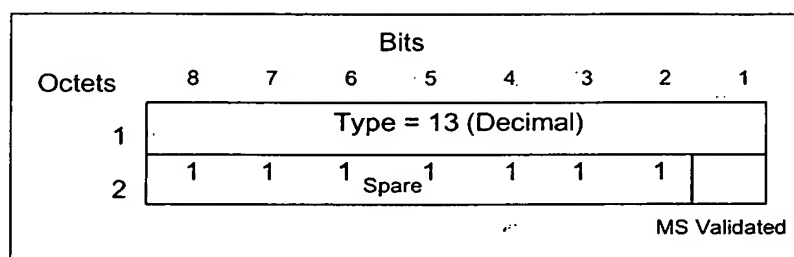 Bits
Octets 8 7 6 5 4 3 2 1
1 Type = 13 (Decimal)
2 1 1 1 1 1 1 1
Spare
MS Validated